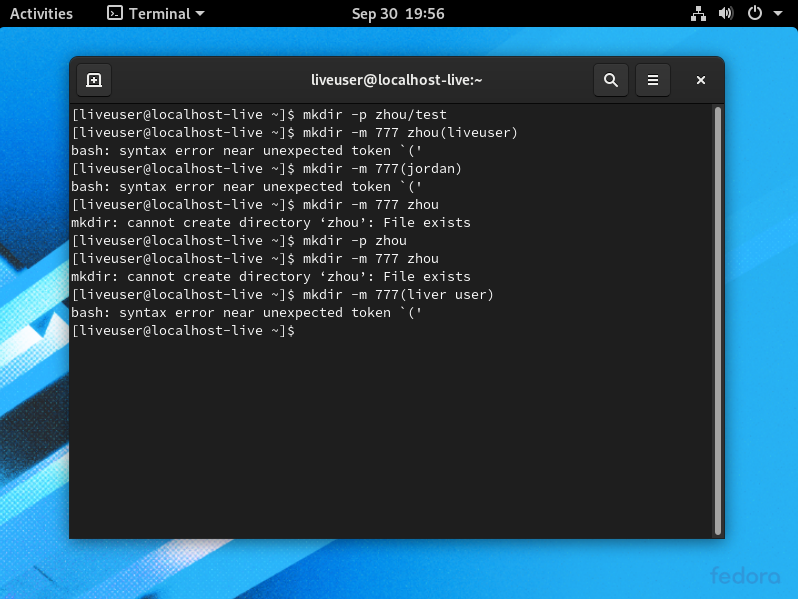 Activities Terminal Sep 30 19:56
liveuser@localhost-live:~
[liveuser@localhost-live ~]$ mkdir -p zhou/test
[liveuser@localhost-live ~]$ mkdir -m 777 zhou(liveuser)
bash: syntax error near unexpected token `('
[liveuser@localhost-live ~]$ mkdir -m 777(jordan)
bash: syntax error near unexpected token `('
[liveuser@localhost-live ~]$ mkdir -m 777 zhou
mkdir: cannot create directory ‘zhou’: File exists
[liveuser@localhost-live ~]$ mkdir -p zhou
[liveuser@localhost-live ~]$ mkdir -m 777 zhou
mkdir: cannot create directory ‘zhou’: File exists
[liveuser@localhost-live ~]$ mkdir -m 777(liver user)
bash: syntax error near unexpected token `('
[liveuser@localhost-live ~]$
fedora